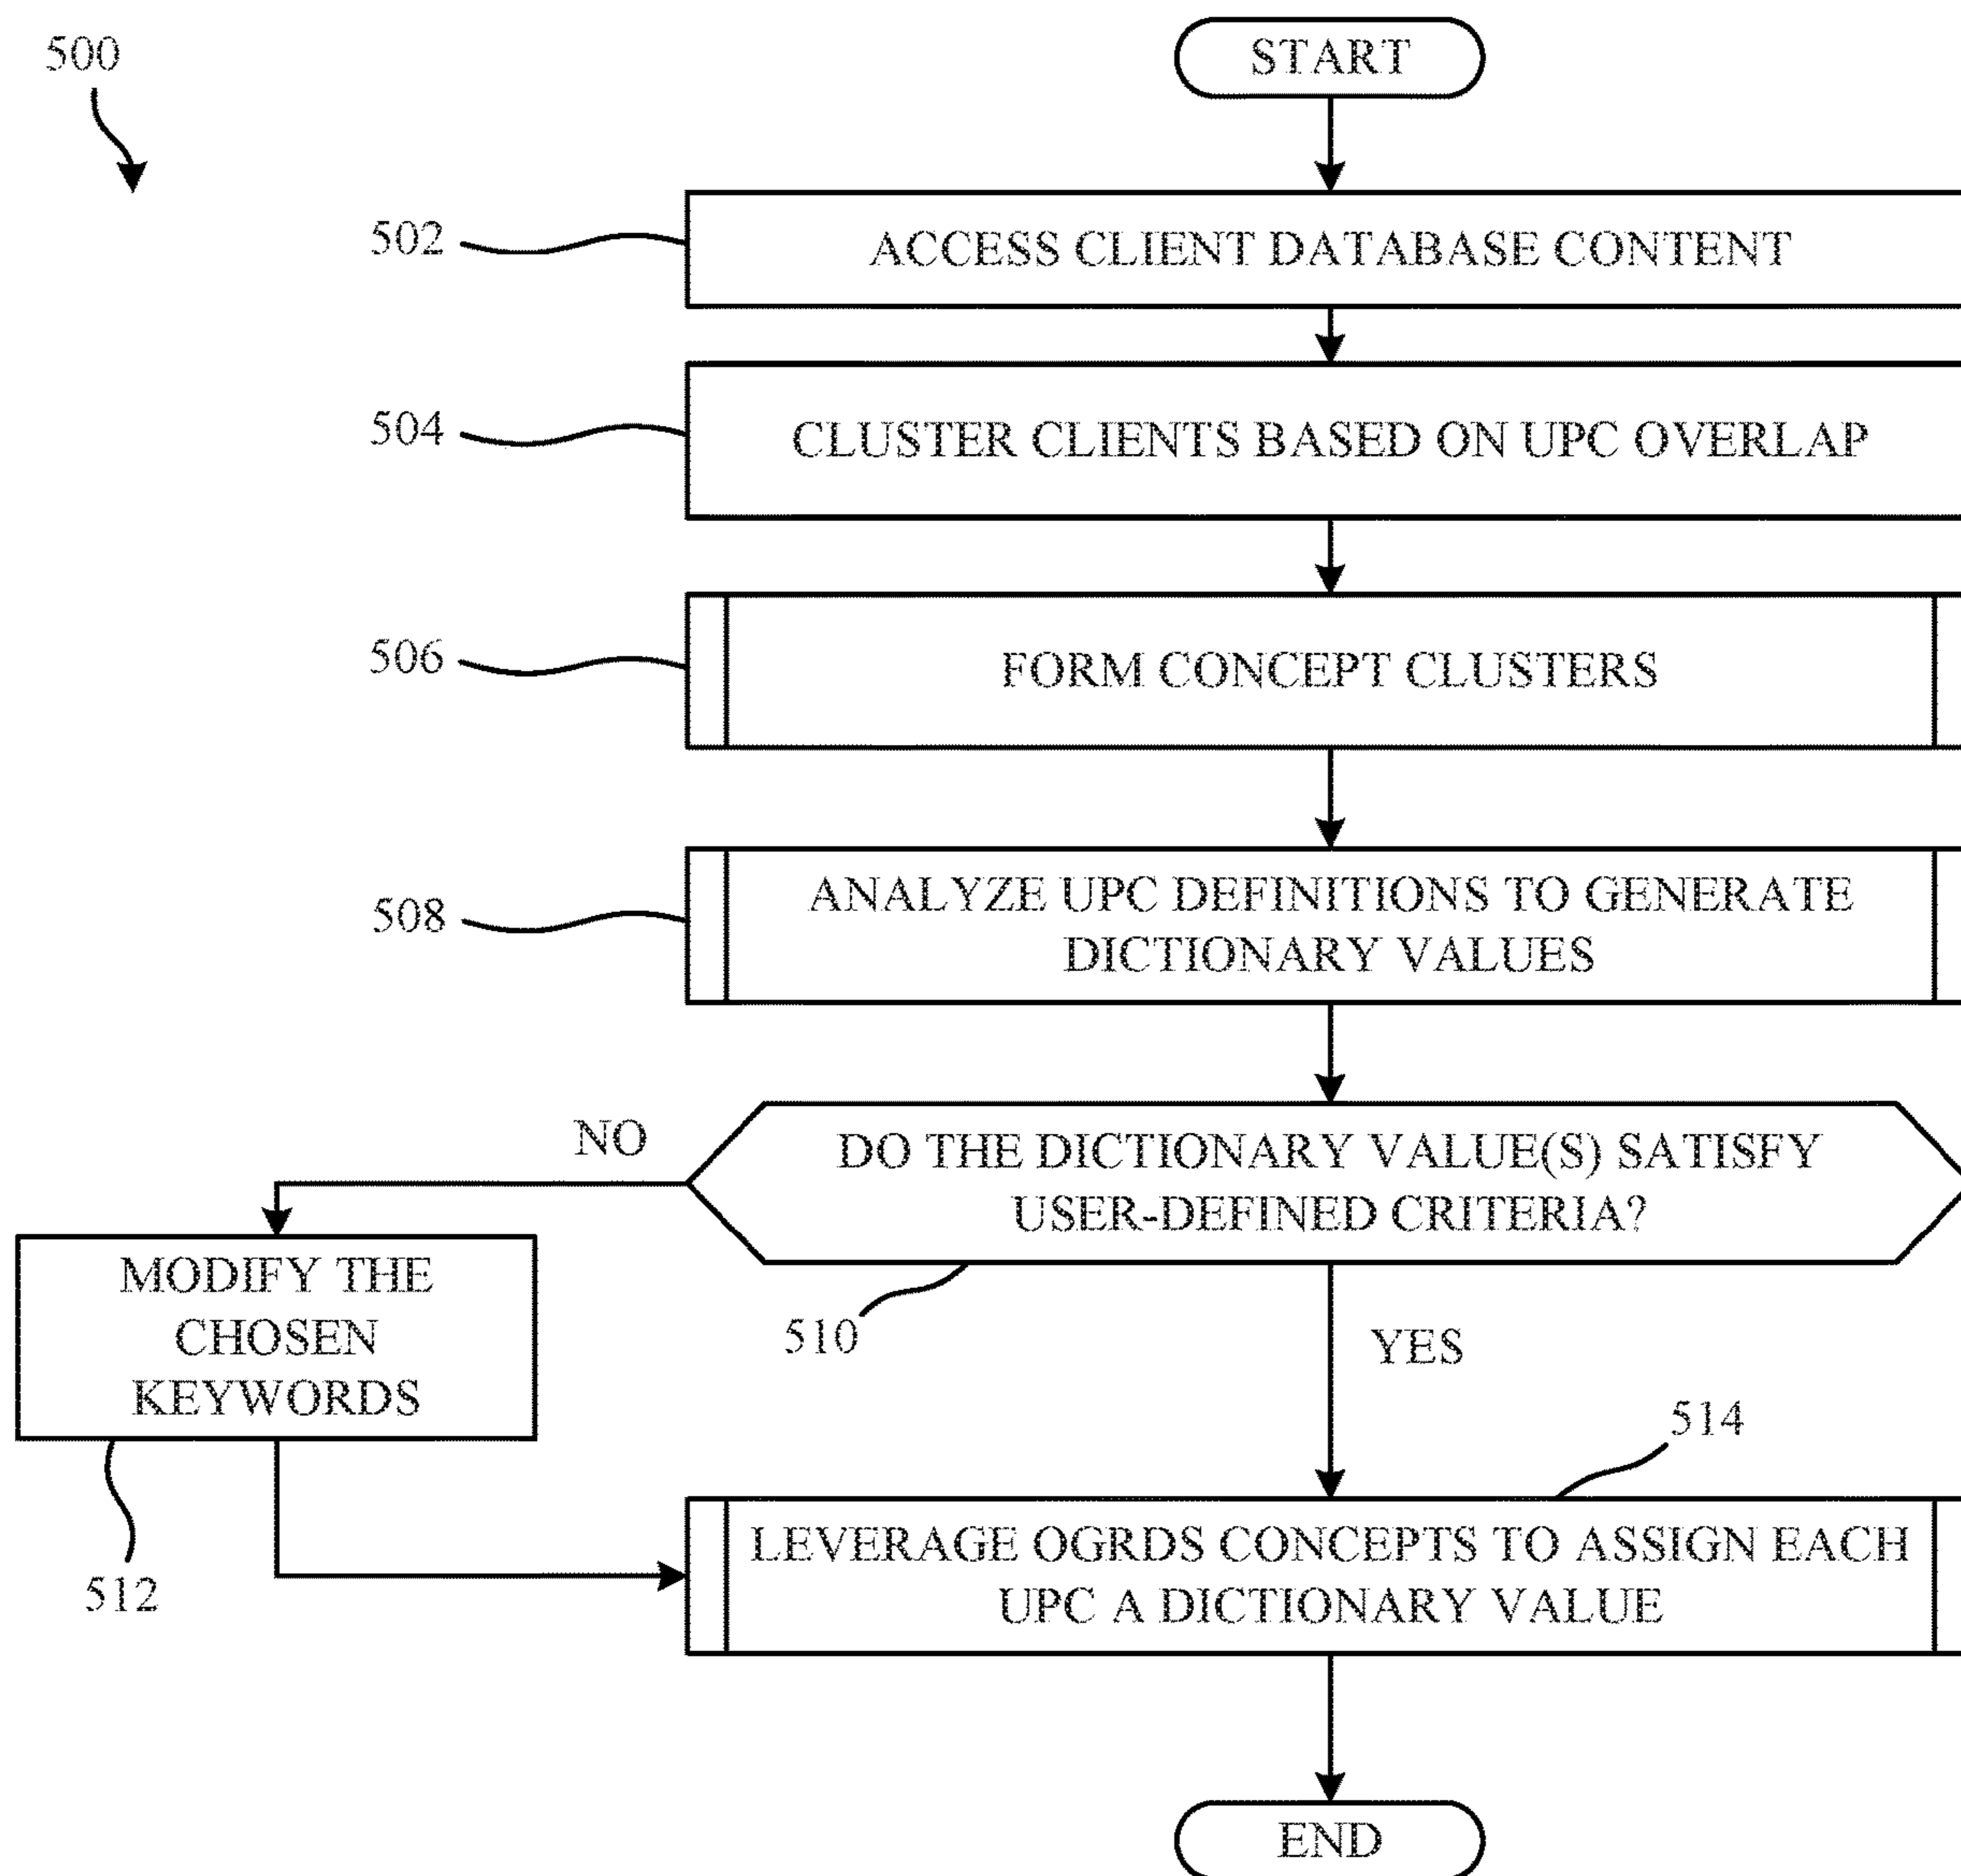 500
START
502
ACCESS CLIENT DATABASE CONTENT
504
CLUSTER CLIENTS BASED ON UPC OVERLAP
506
FORM CONCEPT CLUSTERS
508
ANALYZE UPC DEFINITIONS TO GENERATE
DICTIONARY VALUES
NO
DO THE DICTIONARY VALUE(S) SATISFY
USER-DEFINED CRITERIA?
510
YES
MODIFY THE
CHOSEN
KEYWORDS
512
514
LEVERAGE OGRDS CONCEPTS TO ASSIGN EACH
UPC A DICTIONARY VALUE
END